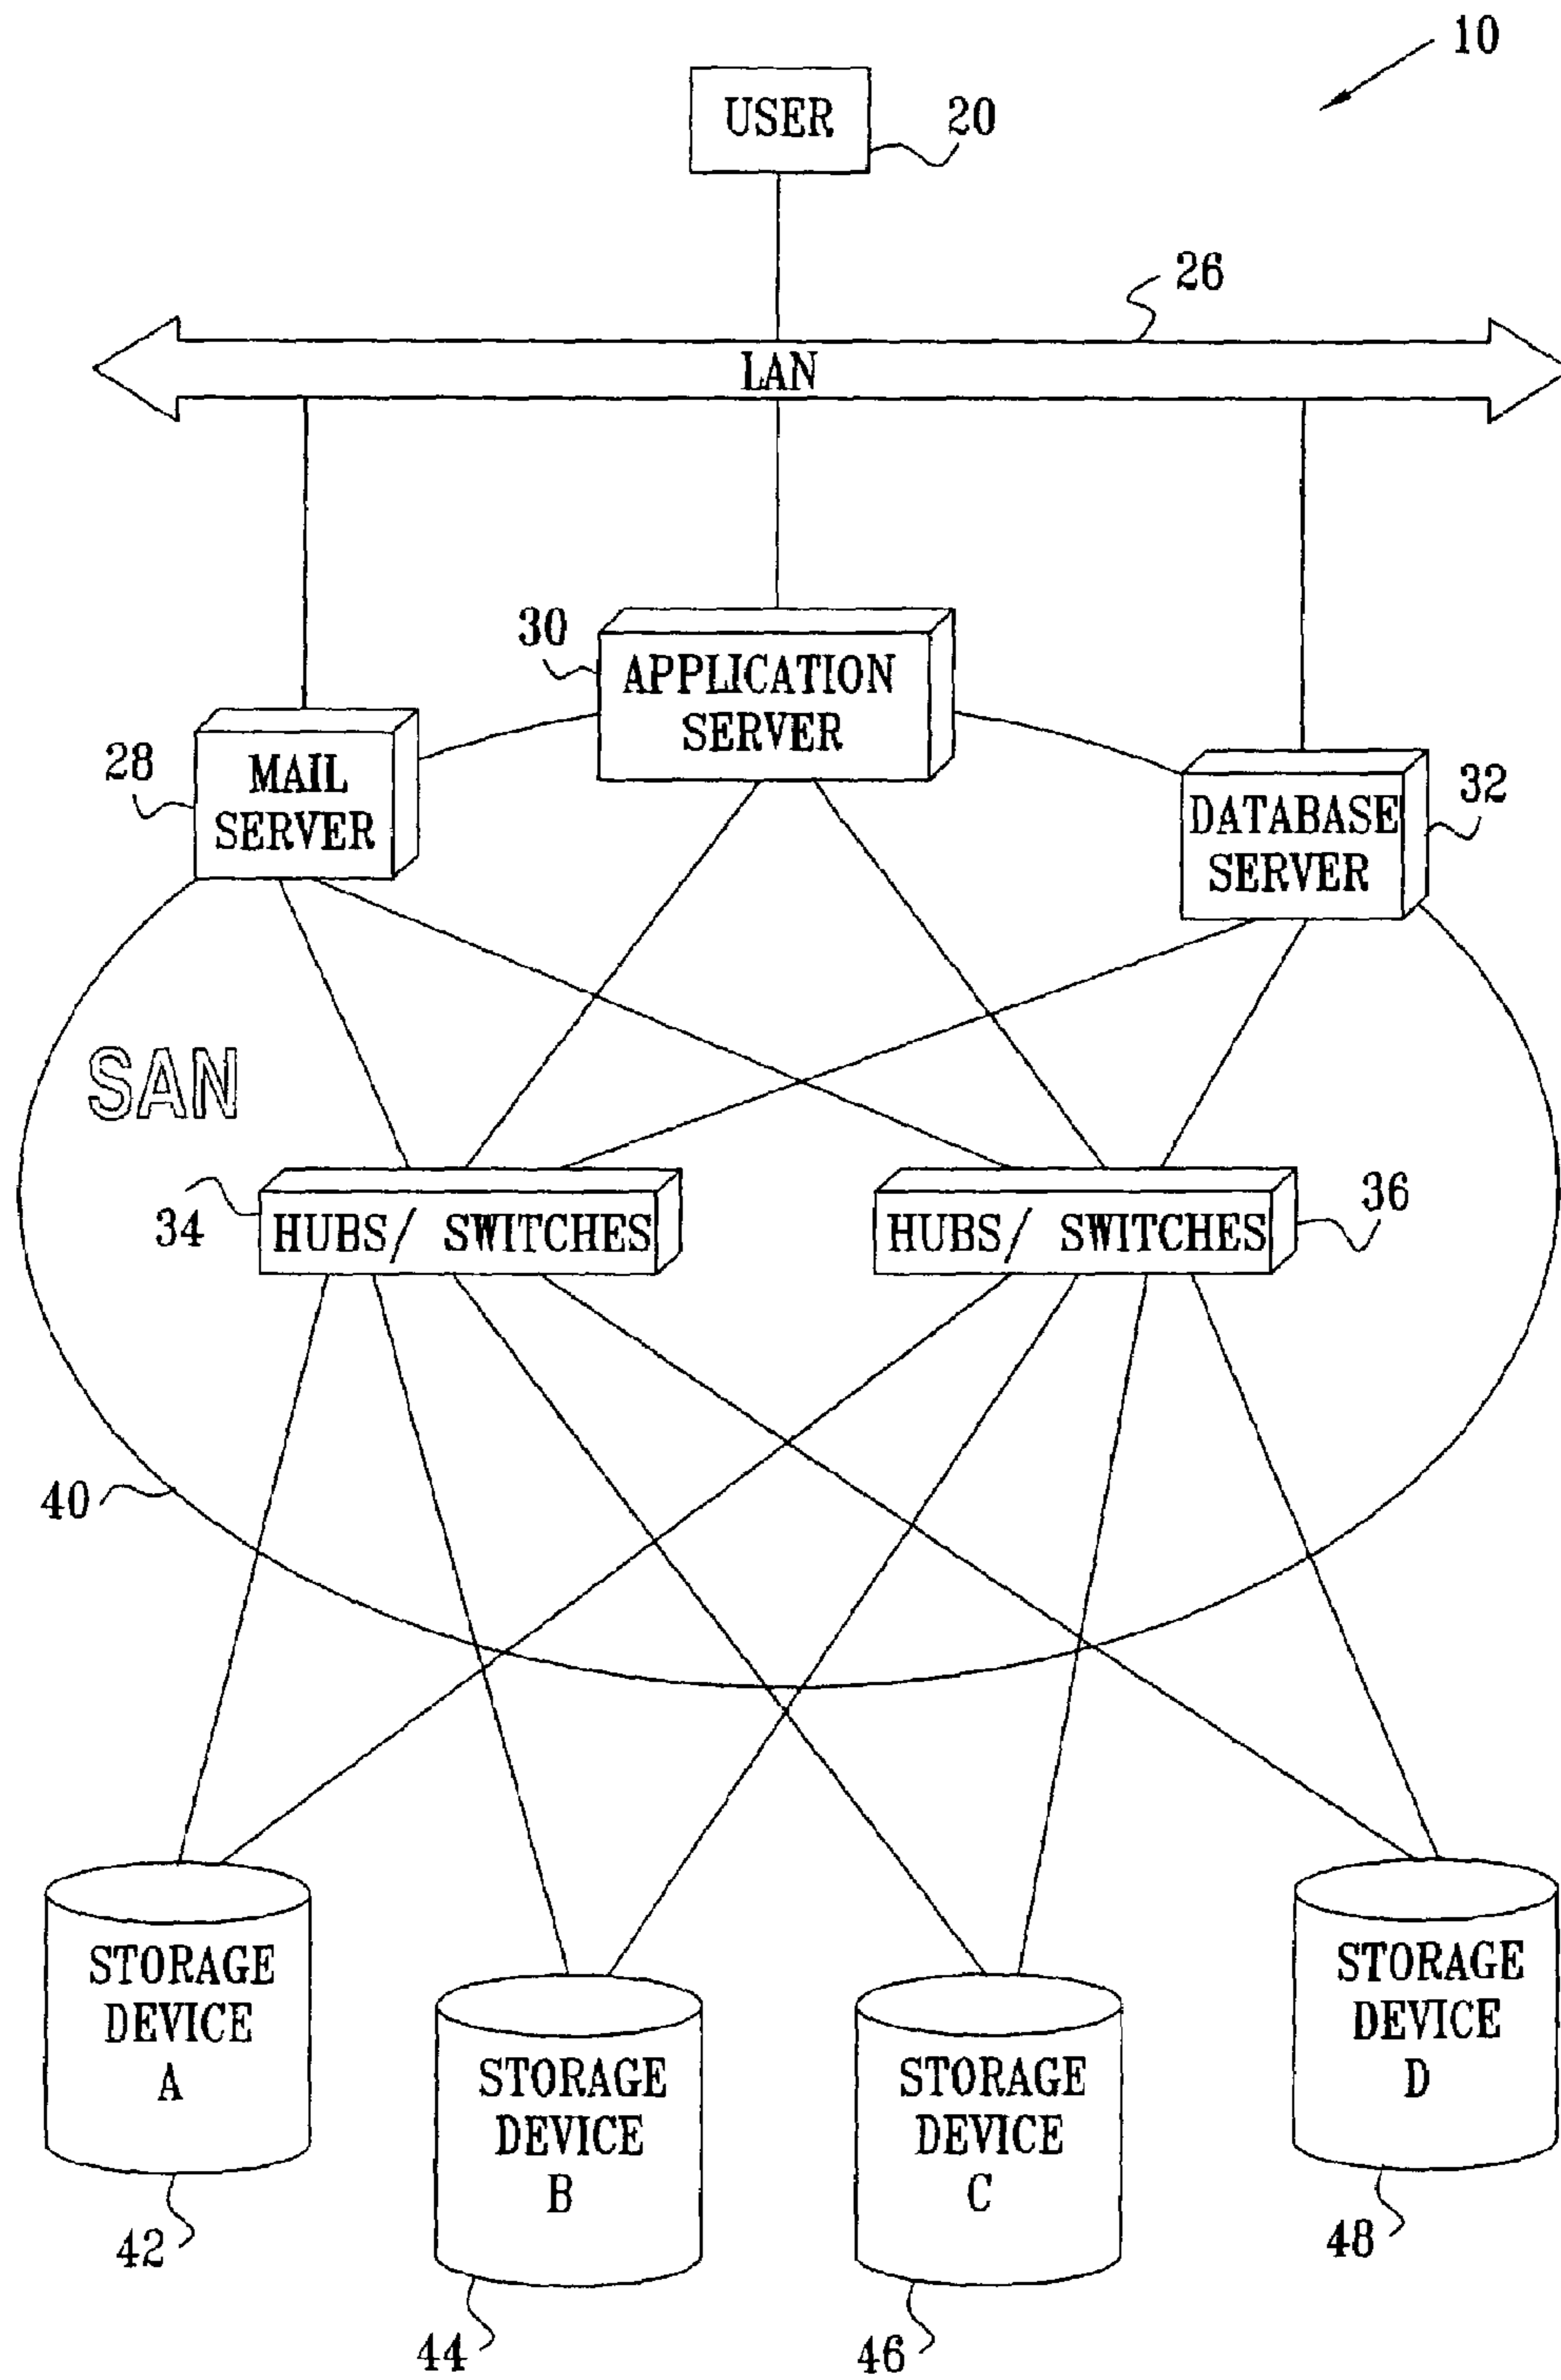 10
USER
20
26
LAN
30
APPLICATION
SERVER
28
MAIL
SERVER
32
DATABASE
SERVER
SAN
34
HUBS/ SWITCHES
HUBS/ SWITCHES
36
40
STORAGE
DEVICE
A
42
STORAGE
DEVICE
B
44
STORAGE
DEVICE
C
46
STORAGE
DEVICE
D
48